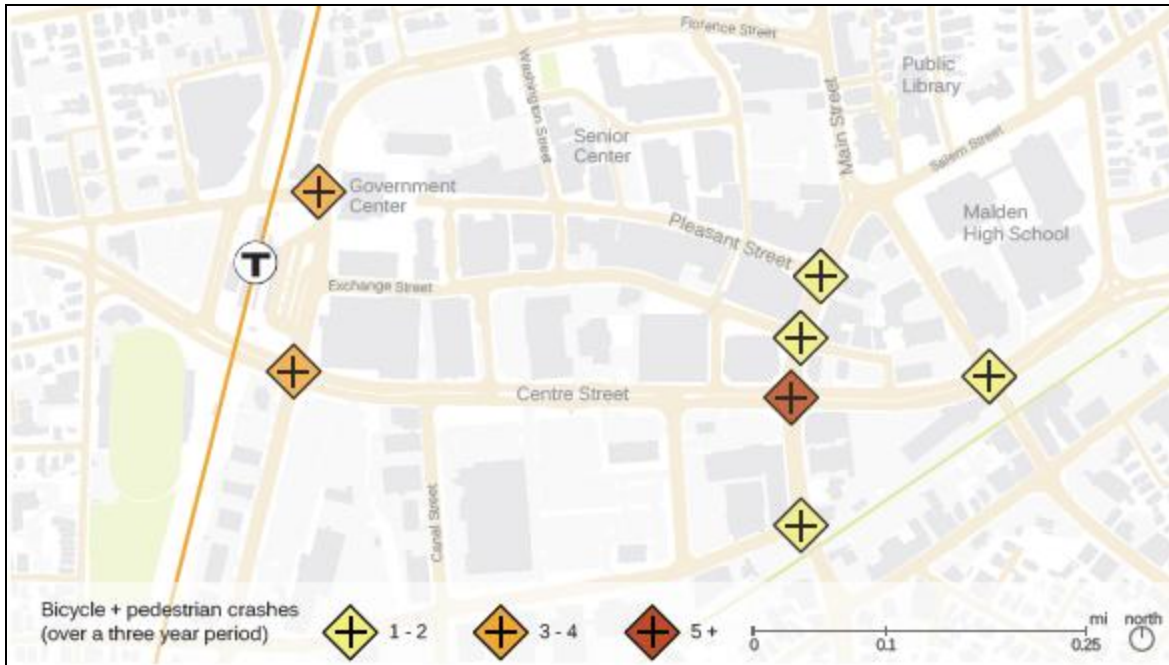 Florence Street
Washington Street
Public
Library
Main Street
Senior
Center
Salem Street
Government
Center
Malden
High School
Pleasant Street
T
Exchange Street
Centre Street
Canal Street
Bicycle + pedestrian crashes
(over a three year period)
1 - 2
3 - 4
5 +
mi
north
0
0.1
0.25